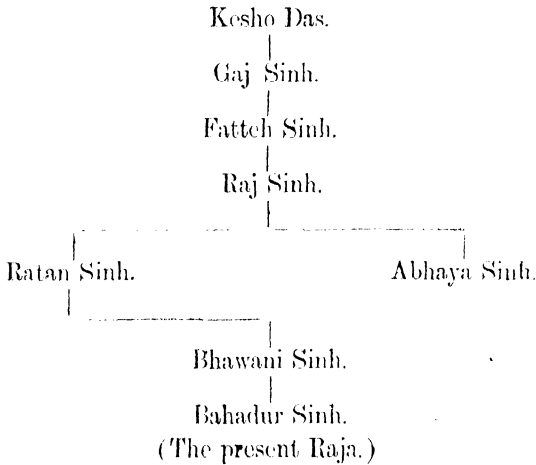 Kesho Das.
Gaj Sinh.
Fatteh Sinh.
Raj Sinh.
Ratan Sinh. Abhaya Sinh.
Bhawani Sinh.
Bahadur Sinh.
(The present Raja.)